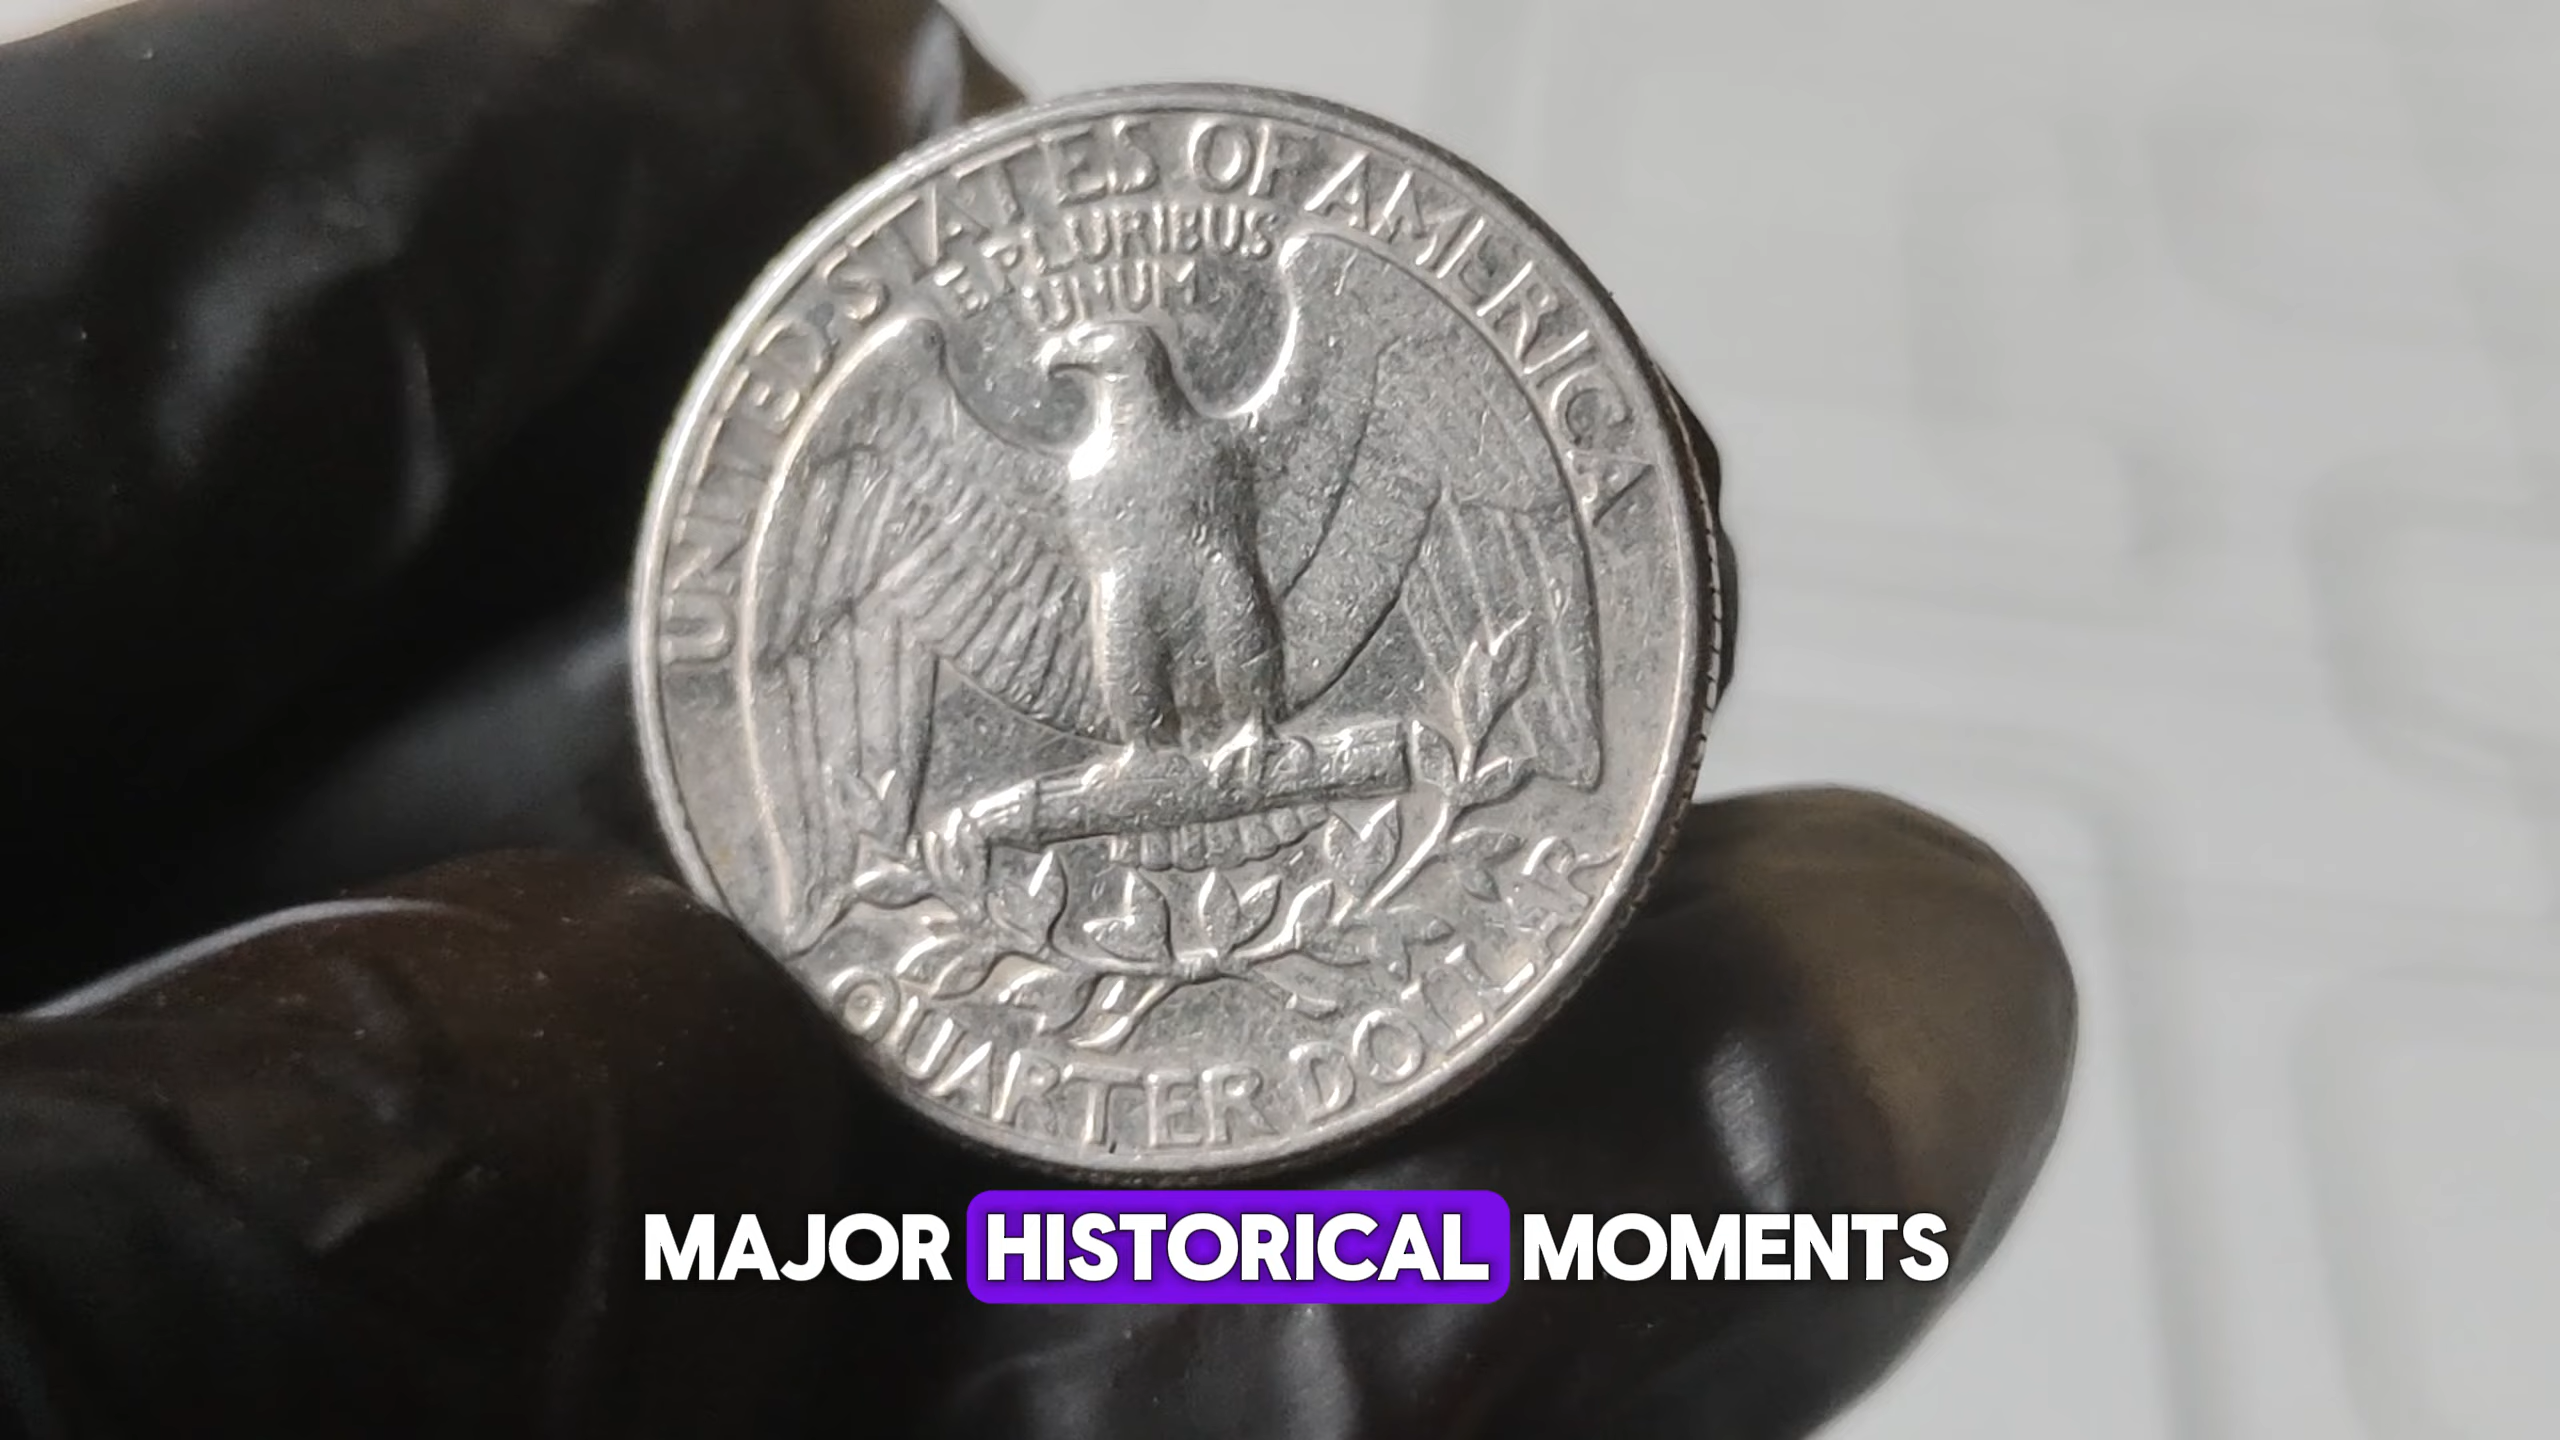 UNITED STATES OF AMERICA
E PLURIBUS
UNUM
QUARTER DOLLAR
MAJOR HISTORICAL MOMENTS